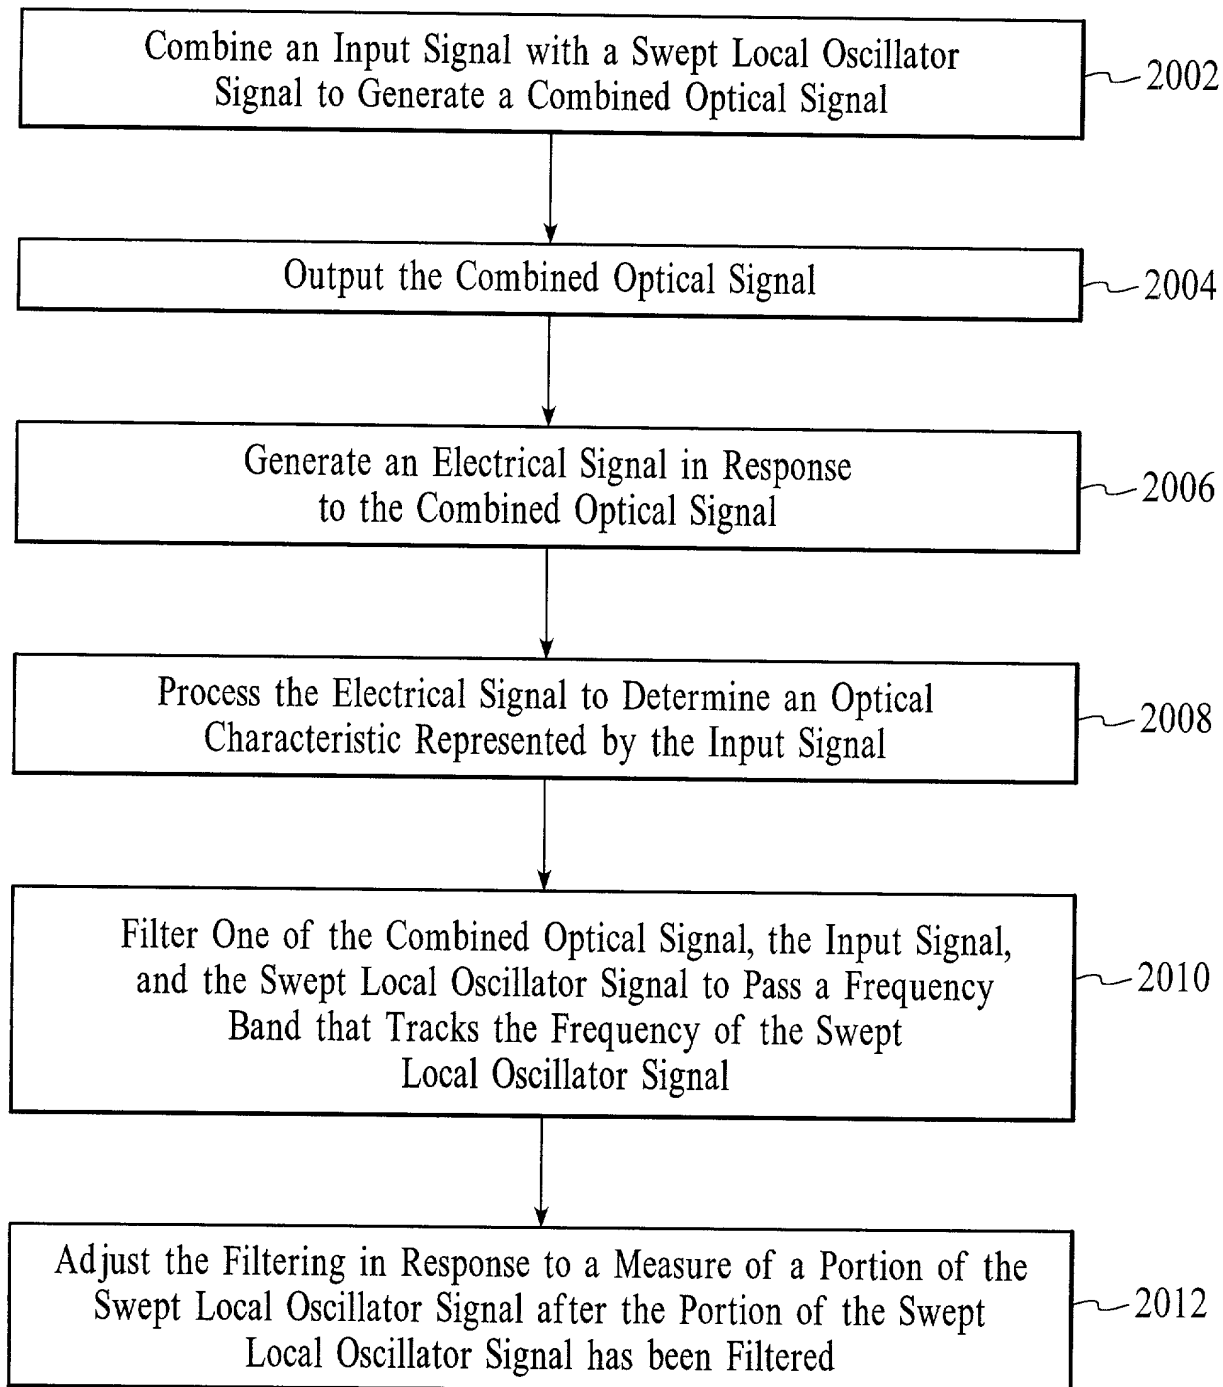 Combine an Input Signal with a Swept Local Oscillator
Signal to Generate a Combined Optical Signal
2002
Output the Combined Optical Signal
2004
Generate an Electrical Signal in Response
to the Combined Optical Signal
2006
Process the Electrical Signal to Determine an Optical
Characteristic Represented by the Input Signal
2008
Filter One of the Combined Optical Signal, the Input Signal,
and the Swept Local Oscillator Signal to Pass a Frequency
Band that Tracks the Frequency of the Swept
Local Oscillator Signal
2010
Adjust the Filtering in Response to a Measure of a Portion of the
Swept Local Oscillator Signal after the Portion of the Swept
Local Oscillator Signal has been Filtered
2012